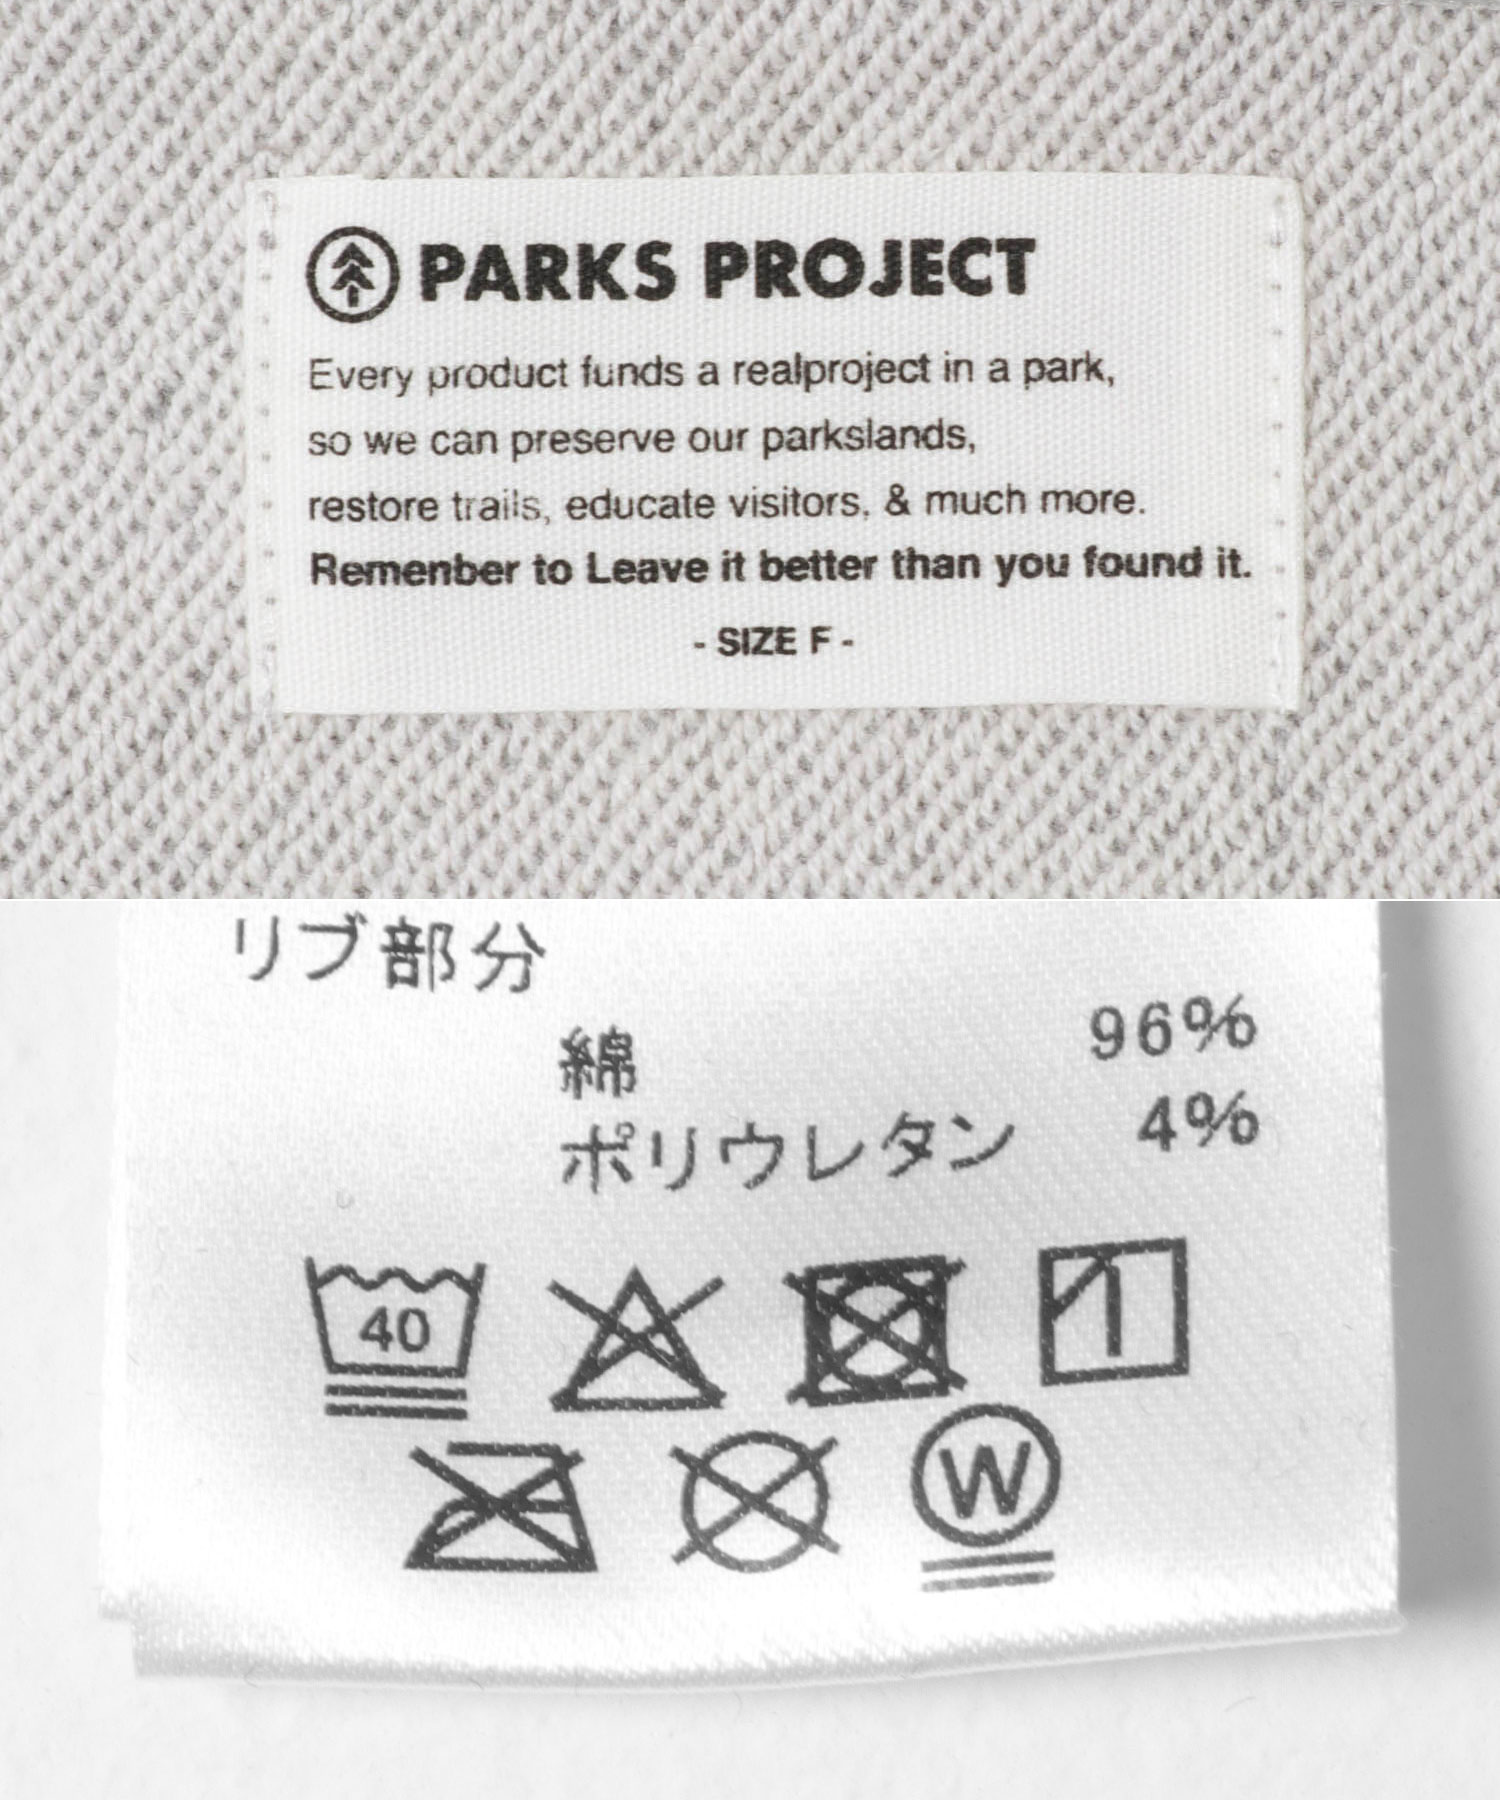 PARKS PROJECT
Every product funds a realproject in a park,
so we can preserve our parkslands,
restore trails, educate visitors, & much more.
Remenber to Leave it better than you found it.
- SIZE F -
リブ部分
綿 96%
ポリウレタン 4%
40
W